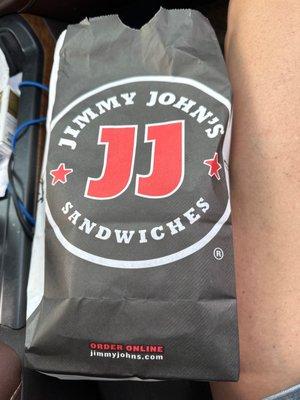 JIMMY JOHN'S
JJ
SANDWICHES
®
ORDER ONLINE
jimmyjohns.com